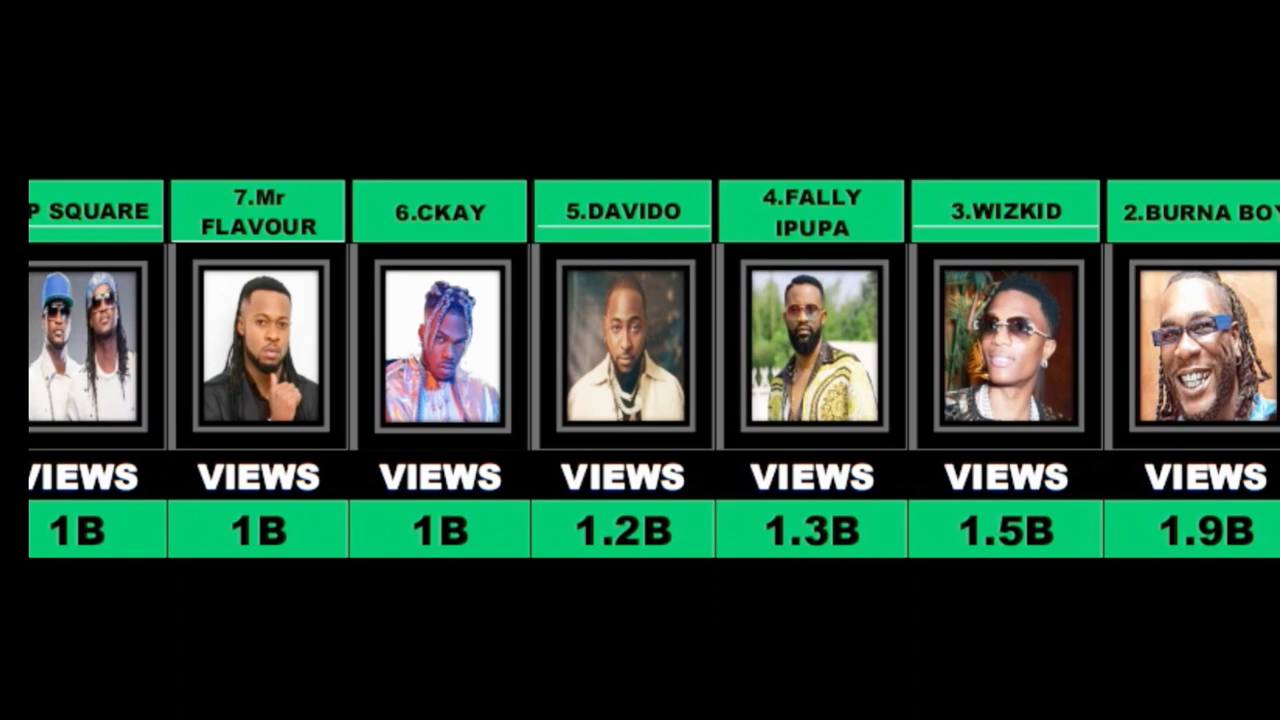 P SQUARE
7.Mr
FLAVOUR
6.CKAY
5.DAVIDO
4.FALLY
IPUPA
3.WIZKID
2.BURNA BOY
VIEWS
VIEWS
VIEWS
VIEWS
VIEWS
VIEWS
VIEWS
1B
1B
1B
1.2B
1.3B
1.5B
1.9B